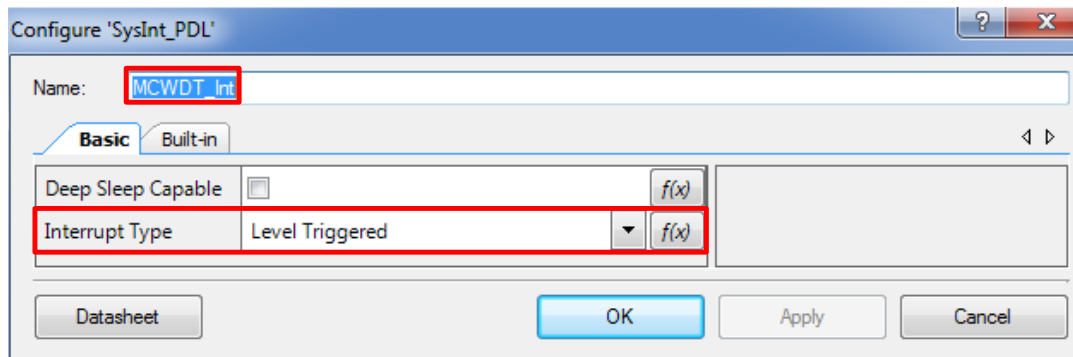 Configure 'SysInt_PDL'
?
x
Name: MCWDT_Int
Basic Built-in
Deep Sleep Capable f(x)
Interrupt Type Level Triggered f(x)
Datasheet OK Apply Cancel